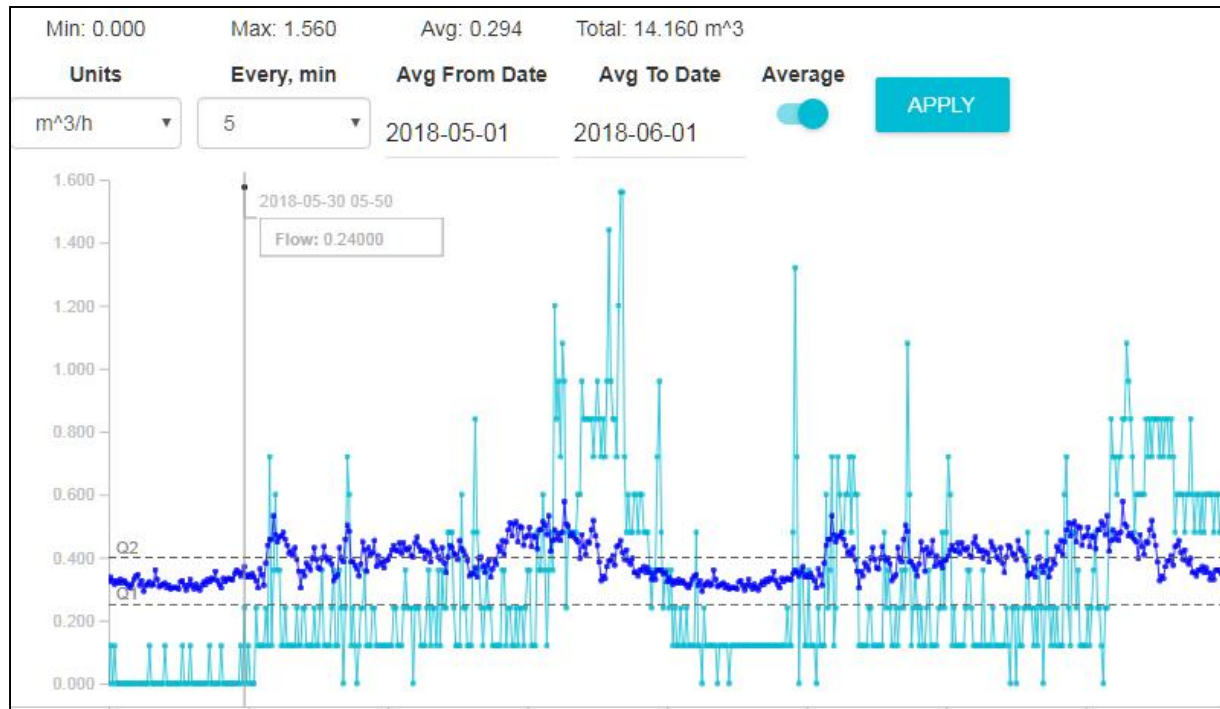 Min: 0.000 Max: 1.560 Avg: 0.294 Total: 14.160 m^3
Units Every, min Avg From Date Avg To Date Average
m^3/h 5 2018-05-01 2018-06-01 APPLY
1.600
2018-05-30 05-50
Flow: 0.24000
1.400
1.200
1.000
0.800
0.600
Q2
0.400
Q1
0.200
0.000